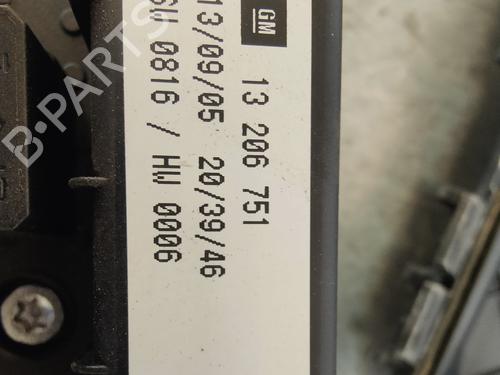 GM
13 206 751
13/09/05 20/39/46
SW 0816 / HW 0006
B-PARTS